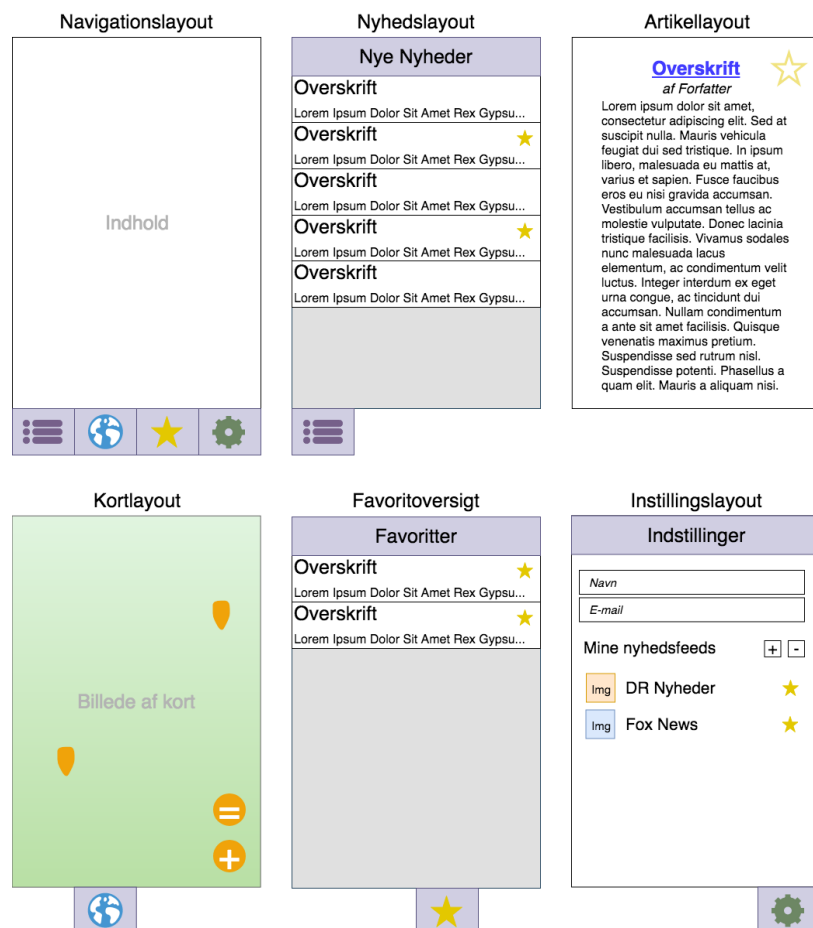 Navigationslayout
Indhold
Nyhedslayout
Nye Nyheder
Overskrift
Lorem Ipsum Dolor Sit Amet Rex Gypsu...
Overskrift
Lorem Ipsum Dolor Sit Amet Rex Gypsu...
Overskrift
Lorem Ipsum Dolor Sit Amet Rex Gypsu...
Overskrift
Lorem Ipsum Dolor Sit Amet Rex Gypsu...
Overskrift
Lorem Ipsum Dolor Sit Amet Rex Gypsu...
Artikellayout
Overskrift
af Forfatter
Lorem ipsum dolor sit amet,
consectetur adipiscing elit. Sed at
suscipit nulla. Mauris vehicula
feugiat dui sed tristique. In ipsum
libero, malesuada eu mattis at,
varius et sapien. Fusce faucibus
eros eu nisi gravida accumsan.
Vestibulum accumsan tellus ac
molestie vulputate. Donec lacinia
tristique facilisis. Vivamus sodales
nunc malesuada lacus
elementum, ac condimentum velit
luctus. Integer interdum ex eget
urna congue, ac tincidunt dui
accumsan. Nullam condimentum
a ante sit amet facilisis. Quisque
venenatis maximus pretium.
Suspendisse sed rutrum nisl.
Suspendisse potenti. Phasellus a
quam elit. Mauris a aliquam nisi.
Kortlayout
Billede af kort
=
+
Favoritoversigt
Favoritter
Overskrift
Lorem Ipsum Dolor Sit Amet Rex Gypsu...
Overskrift
Lorem Ipsum Dolor Sit Amet Rex Gypsu...
Instillingslayout
Indstillinger
Navn
E-mail
Mine nyhedsfeeds + -
Img DR Nyheder
Img Fox News